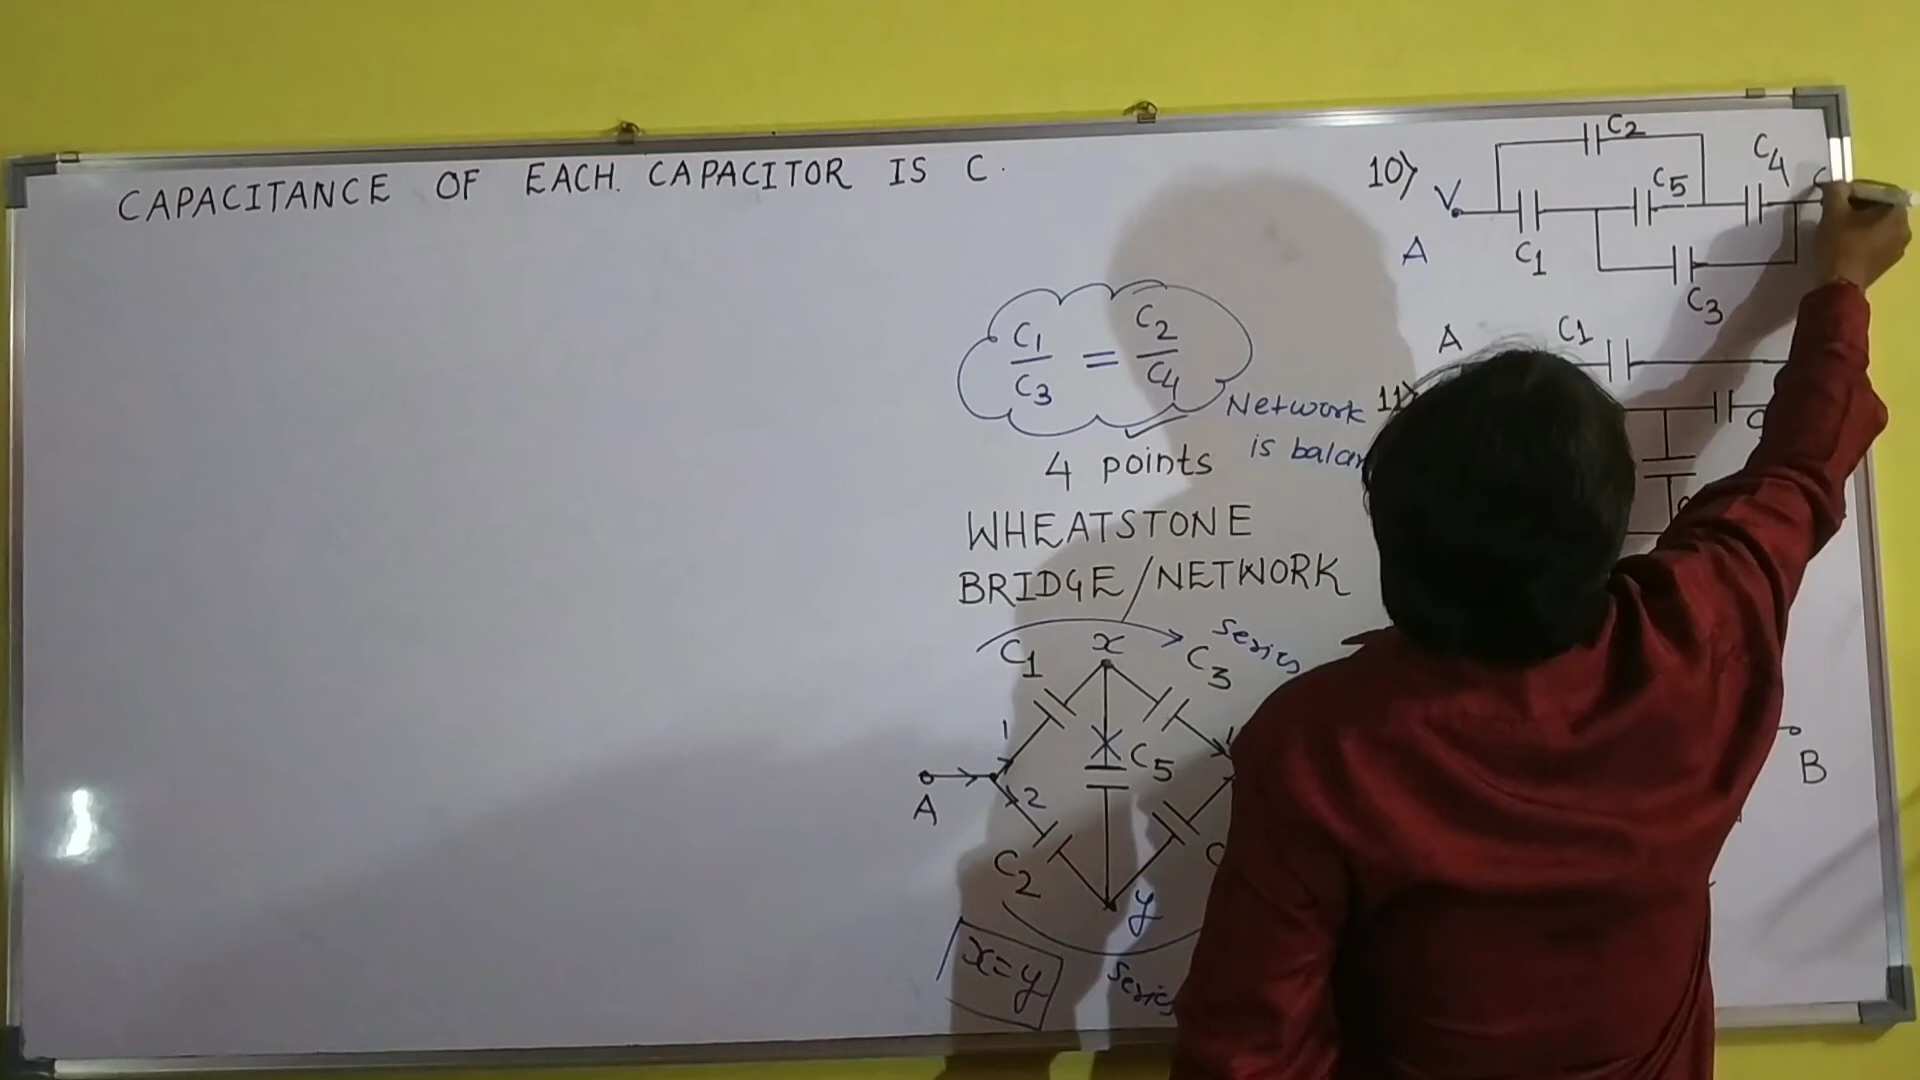 CAPACITANCE OF EACH CAPACITOR IS C.
C1
C3
=
C2
C4
Network
is
4 points
WHEATSTONE
BRIDGE/NETWORK
series
C1
x
C3
1
C5
A
2
C2
y
x=y
series
10)
V
A
C2
C1
C5
C4
C3
A
C1
11)
B